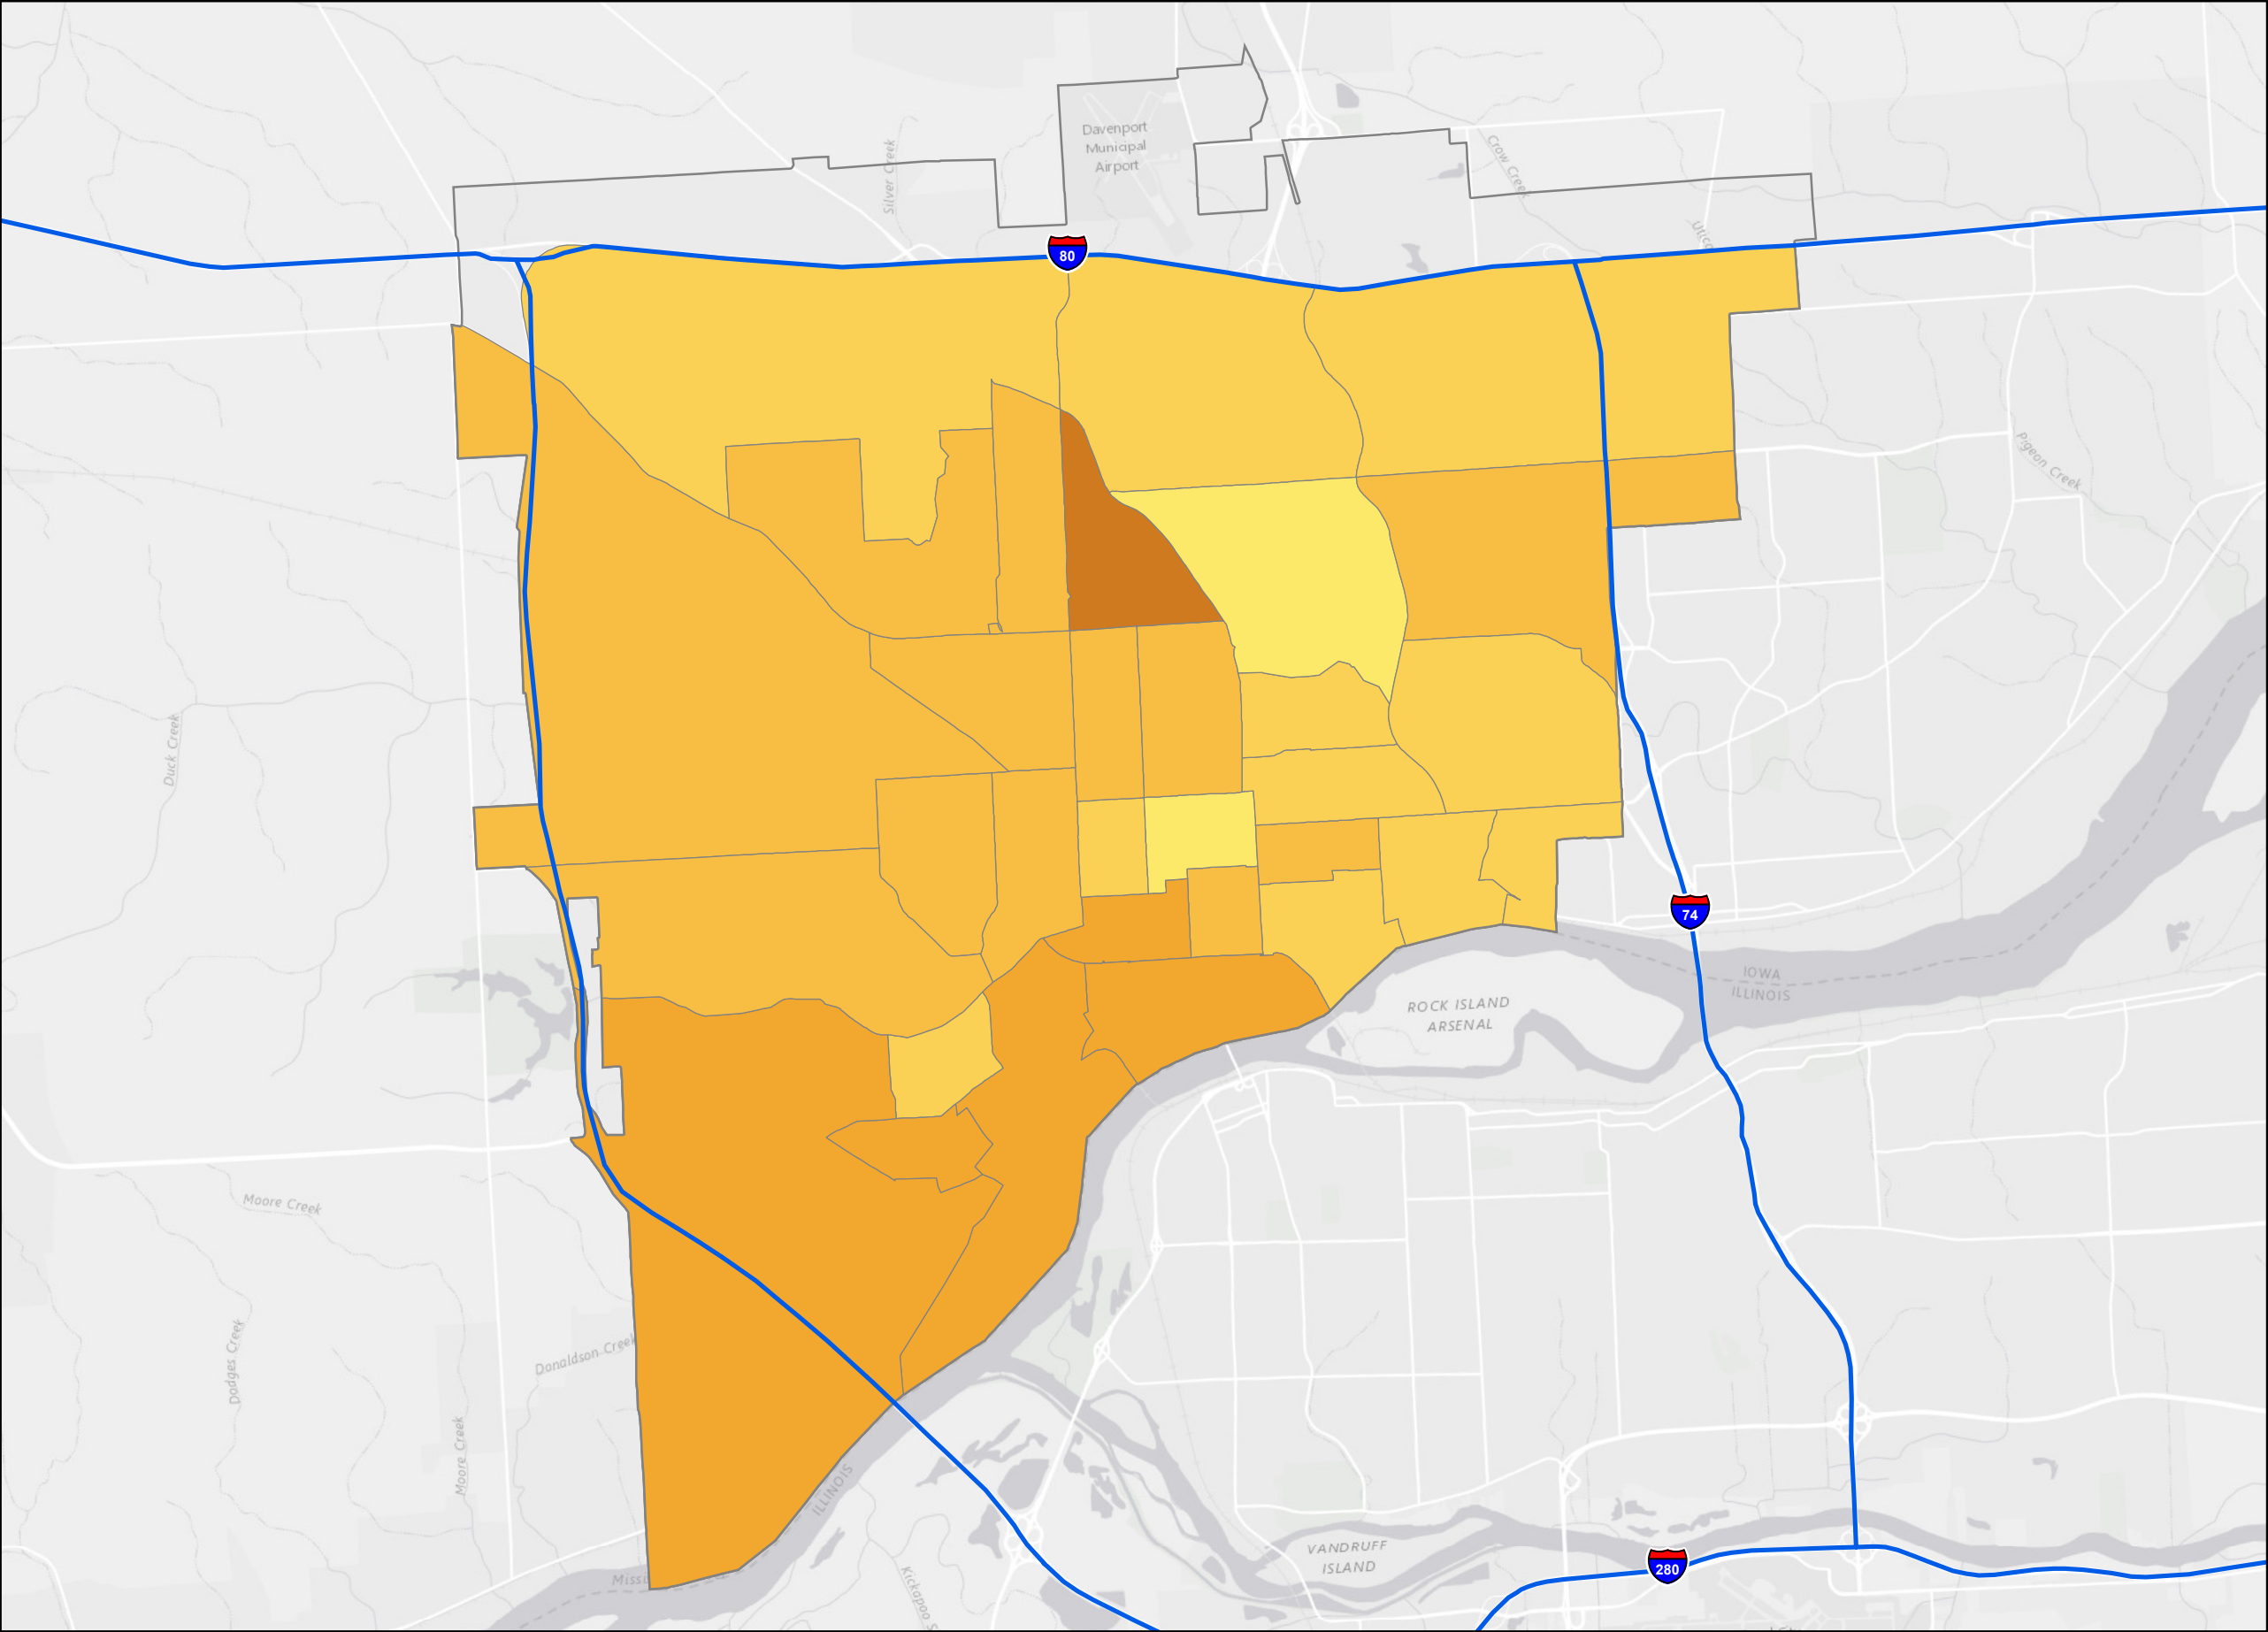 Davenport
Municipal
Airport
Silver Creek
Crow Creek
80
Pigeon Creek
Duck Creek
74
IOWA
ILLINOIS
ROCK ISLAND
ARSENAL
Moore Creek
Dodges Creek
Donaldson Creek
Moore Creek
ILLINOIS
VANDRUFF
ISLAND
280
Kickapoo